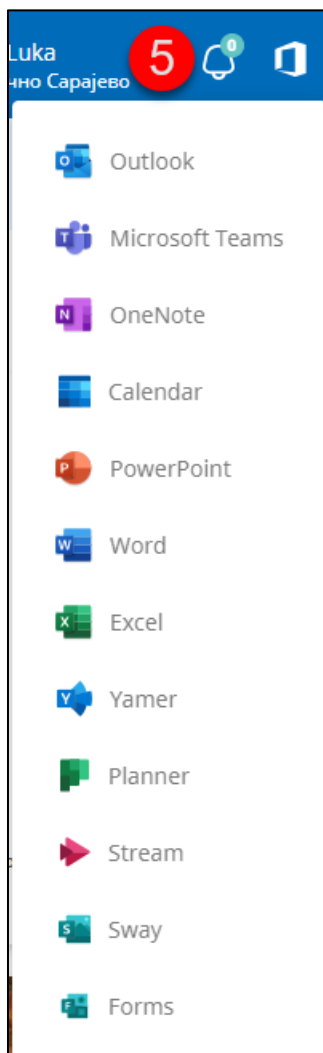 Luka
чно Сарајево
5
0
Outlook
Microsoft Teams
OneNote
Calendar
PowerPoint
Word
Excel
Yamer
Planner
Stream
Sway
Forms